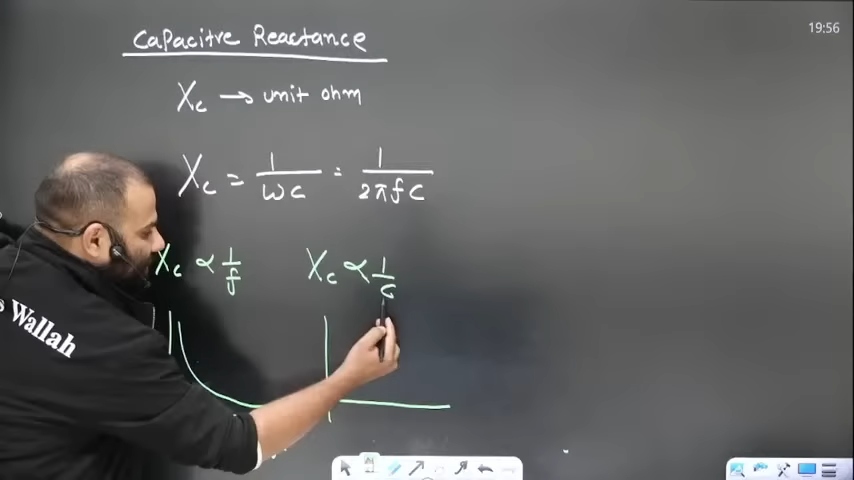 Capacitve Reactance
19:56
Xc → unit ohm
Xc = 1/ωc = 1/2πfc
Xc ∝ 1/f
Xc ∝ 1/c
s Wallah